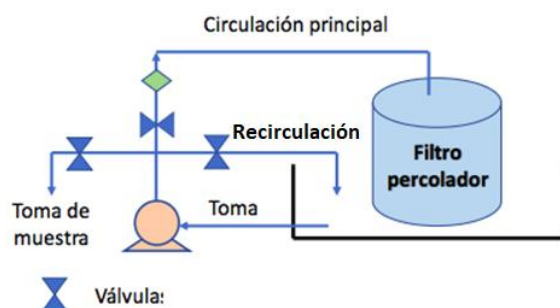 Circulación principal
Recirculación
Filtro
percolador
Toma de
muestra
Toma
Válvulas